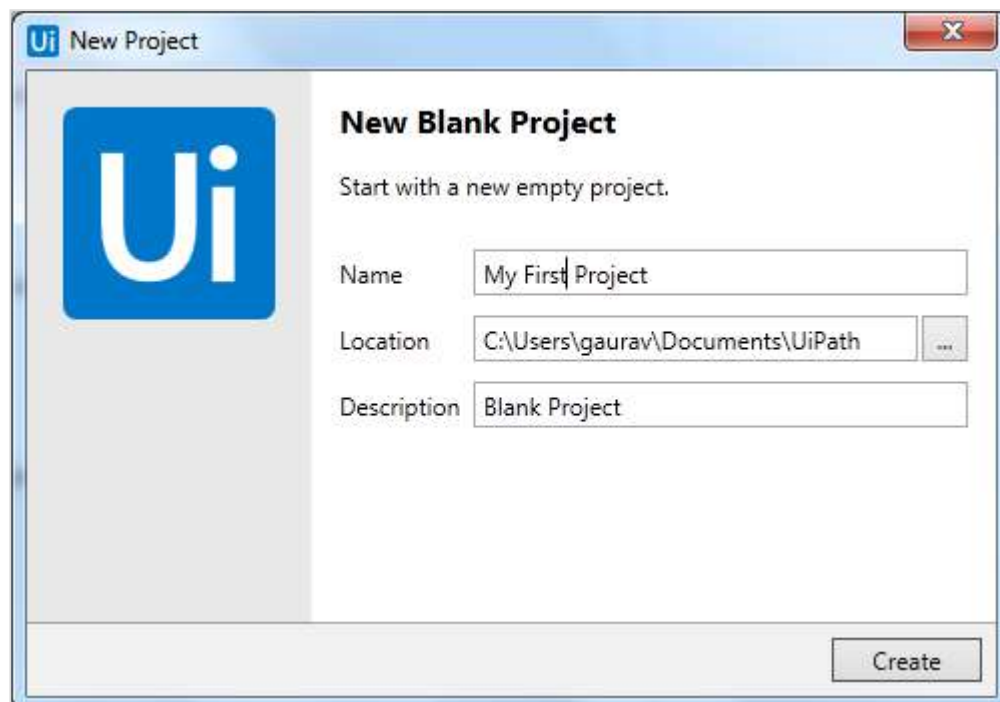 Ui New Project
x
Ui
New Blank Project
Start with a new empty project.
Name My First Project
Location C:\Users\gaurav\Documents\UiPath ...
Description Blank Project
Create